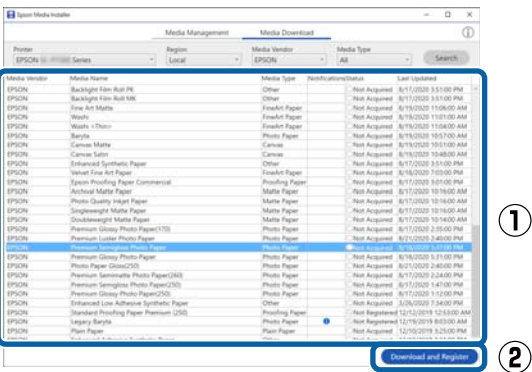 Epson Media Installer
Media Management Media Download
Printer Region Media Vendor Media Type
EPSON Series Local EPSON All Search
Media Vendor Media Name Media Type Notifications Status Last Updated
EPSON Backlight Film Roll PK Other Not Acquired 8/17/2020 3:51:00 PM
EPSON Backlight Film Roll MK Other Not Acquired 8/17/2020 3:51:00 PM
EPSON Fine Art Matte FineArt Paper Not Acquired 8/19/2020 11:06:00 AM
EPSON Washi FineArt Paper Not Acquired 8/19/2020 11:01:00 AM
EPSON Washi <Thin> FineArt Paper Not Acquired 8/19/2020 11:04:00 AM
EPSON Baryta Photo Paper Not Acquired 8/19/2020 10:57:00 AM
EPSON Canvas Matte Canvas Not Acquired 8/19/2020 10:51:00 AM
EPSON Canvas Satin Canvas Not Acquired 8/19/2020 10:48:00 AM
EPSON Enhanced Synthetic Paper Other Not Acquired 8/17/2020 3:51:00 PM
EPSON Velvet Fine Art Paper FineArt Paper Not Acquired 8/18/2020 7:03:00 PM
EPSON Epson Proofing Paper Commercial Proofing Paper Not Acquired 8/17/2020 3:01:00 PM
EPSON Archival Matte Paper Matte Paper Not Acquired 8/17/2020 10:16:00 AM
EPSON Photo Quality Inkjet Paper Matte Paper Not Acquired 8/17/2020 10:16:00 AM
EPSON Singleweight Matte Paper Matte Paper Not Acquired 8/17/2020 10:16:00 AM
EPSON Doubleweight Matte Paper Matte Paper Not Acquired 8/17/2020 10:14:00 AM
EPSON Premium Glossy Photo Paper(170) Photo Paper Not Acquired 8/17/2020 2:35:00 PM
EPSON Premium Luster Photo Paper Photo Paper Not Acquired 8/21/2020 2:40:00 PM
EPSON Premium Semigloss Photo Paper Photo Paper Not Acquired 8/18/2020 5:37:00 PM
EPSON Premium Glossy Photo Paper Photo Paper Not Acquired 8/18/2020 5:31:00 PM
EPSON Photo Paper Gloss(250) Photo Paper Not Acquired 8/21/2020 2:40:00 PM
EPSON Premium Semimatte Photo Paper(260) Photo Paper Not Acquired 8/17/2020 2:24:00 PM
EPSON Premium Semigloss Photo Paper(250) Photo Paper Not Acquired 8/17/2020 1:47:00 PM
EPSON Premium Glossy Photo Paper(250) Photo Paper Not Acquired 8/17/2020 1:12:00 PM
EPSON Enhanced Low Adhesive Synthetic Paper Other Not Acquired 5/26/2020 7:34:00 PM
EPSON Standard Proofing Paper Premium (250) Proofing Paper Not Registered 12/12/2019 12:53:00 AM
EPSON Legacy Baryta Photo Paper Not Registered 12/19/2019 8:03:00 AM
EPSON Plain Paper Plain Paper Not Acquired 12/10/2019 3:25:00 PM
①
Download and Register ②